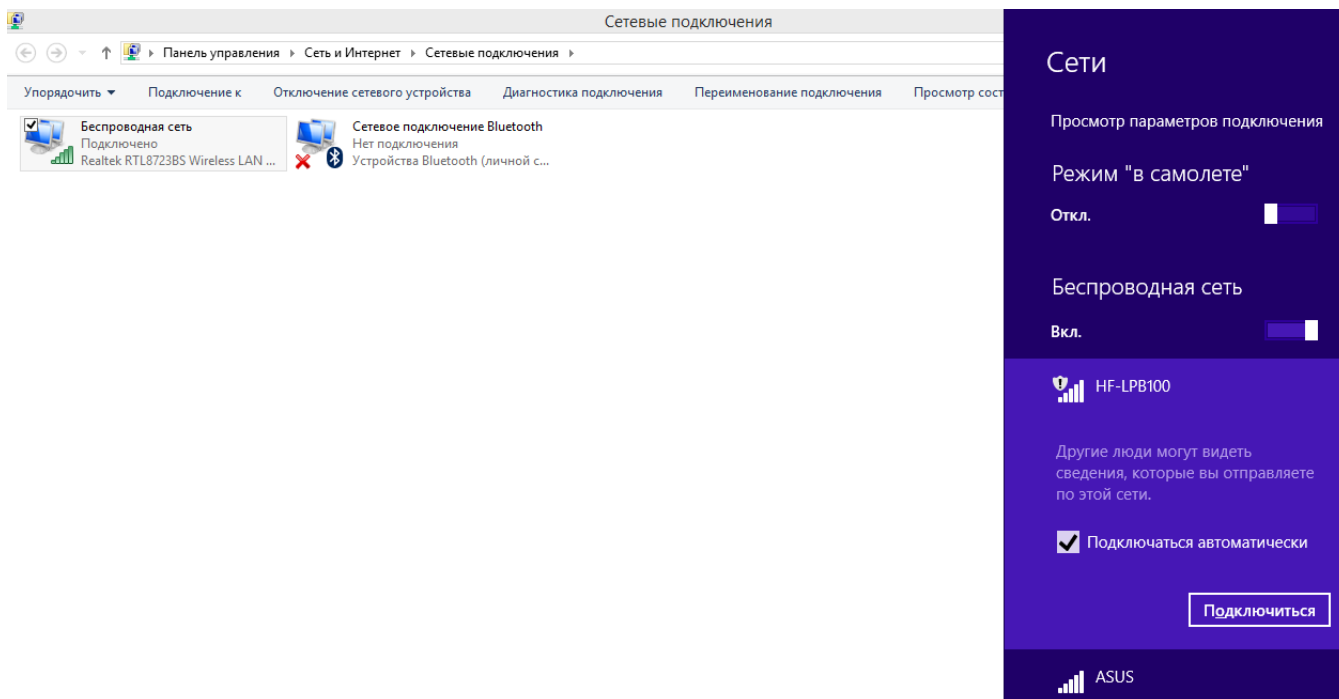 Сетевые подключения
Панель управления Сеть и Интернет Сетевые подключения
Упорядочить Подключение к Отключение сетевого устройства Диагностика подключения Переименование подключения Просмотр сост
Беспроводная сеть
Подключено
Realtek RTL8723BS Wireless LAN ...
Сетевое подключение Bluetooth
Нет подключения
Устройства Bluetooth (личной с...
Сети
Просмотр параметров подключения
Режим "в самолете"
Откл.
Беспроводная сеть
Вкл.
HF-LPB100
Другие люди могут видеть
сведения, которые вы отправляете
по этой сети.
Подключаться автоматически
Подключиться
ASUS